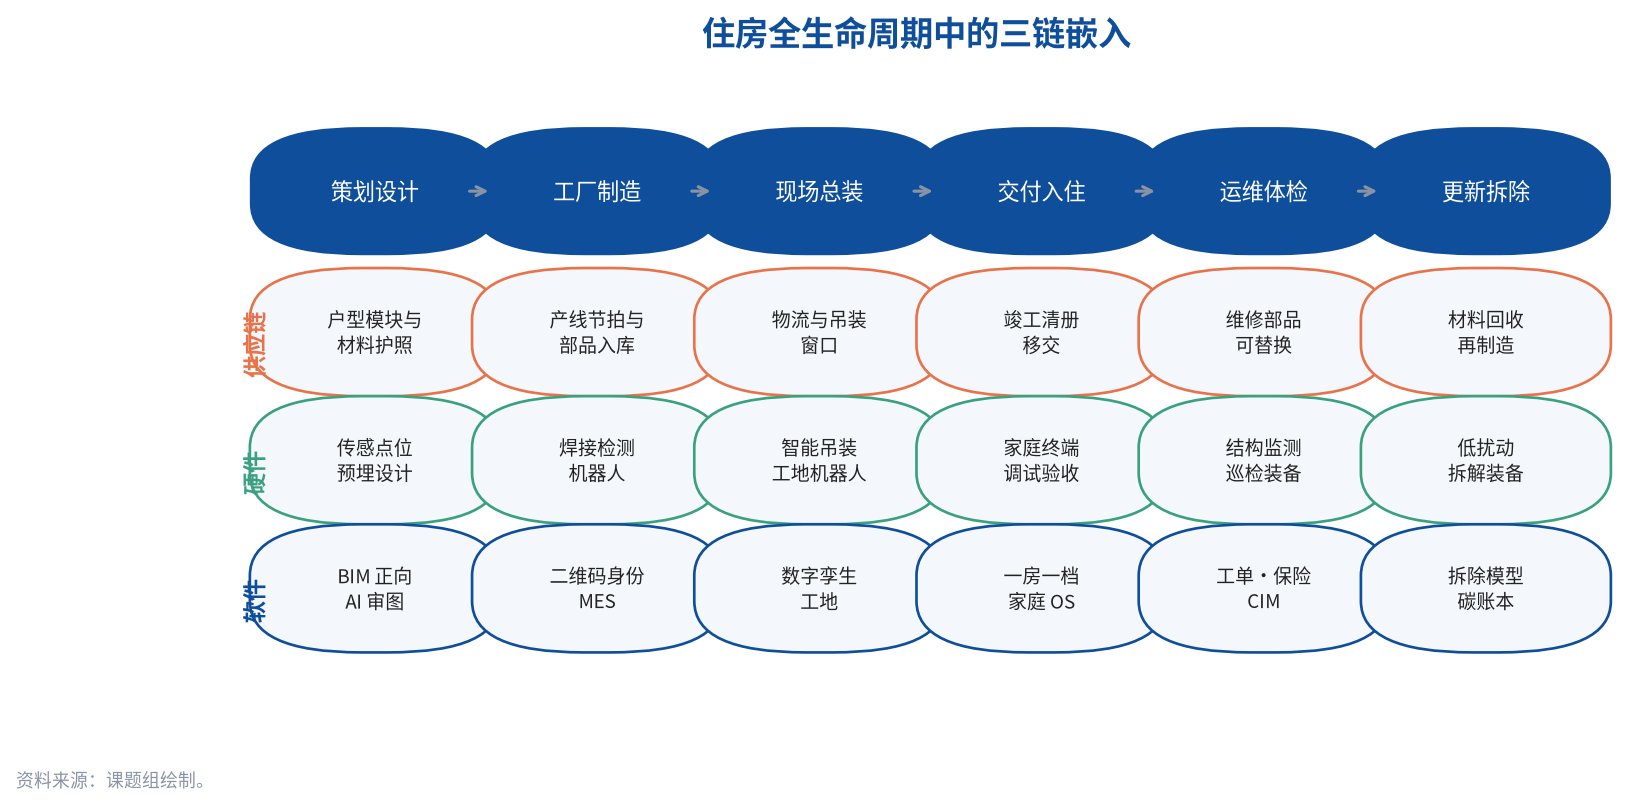 住房全生命周期中的三链嵌入
策划设计
工厂制造
现场总装
交付入住
运维体检
更新拆除
供应链
户型模块与
材料护照
产线节拍与
部品入库
物流与吊装
窗口
竣工清册
移交
维修部品
可替换
材料回收
再制造
硬件
传感点位
预埋设计
焊接检测
机器人
智能吊装
工地机器人
家庭终端
调试验收
结构监测
巡检装备
低扰动
拆解装备
软件
BIM 正向
AI 审图
二维码身份
MES
数字孪生
工地
一房一档
家庭 OS
工单・保险
CIM
拆除模型
碳账本
资料来源：课题组绘制。